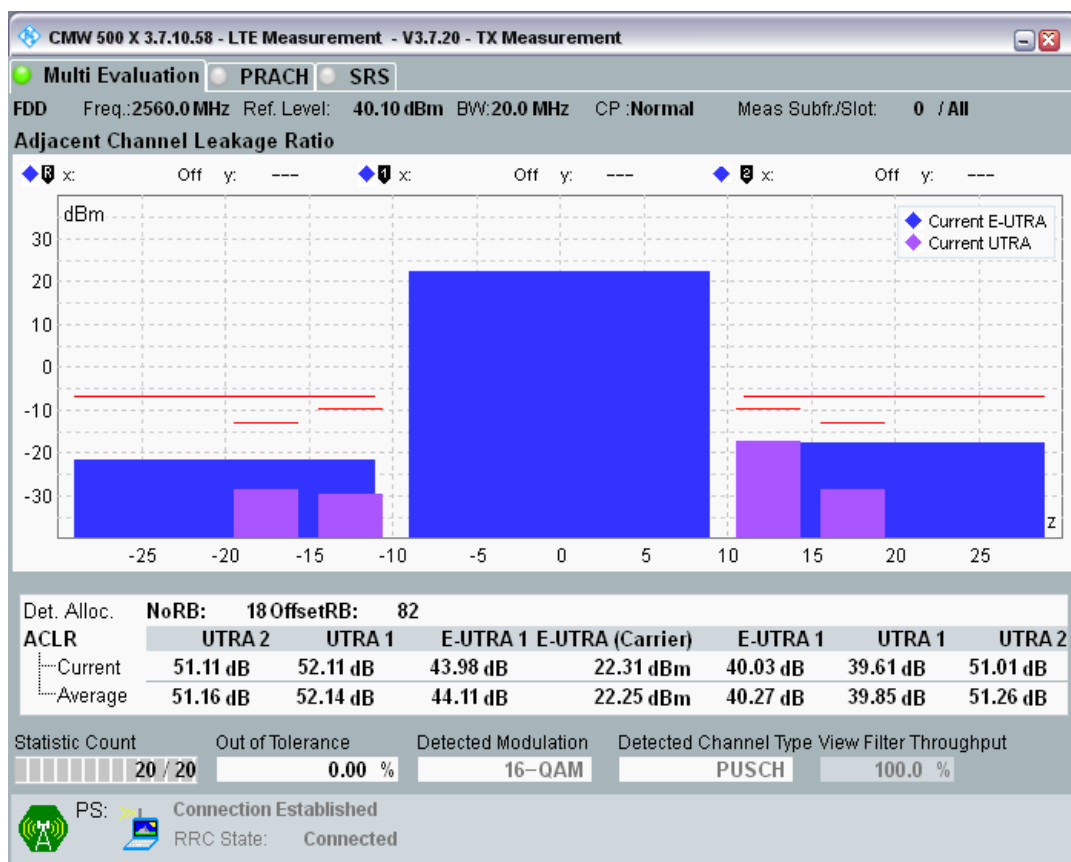 CMW 500 X 3.7.10.58 - LTE Measurement - V3.7.20 - TX Measurement
Multi Evaluation PRACH SRS
FDD Freq.:2560.0 MHz Ref. Level: 40.10 dBm BW:20.0 MHz CP :Normal Meas Subfr./Slot: 0 / All
Adjacent Channel Leakage Ratio
R x: Off y: --- 1 x: Off y: --- 2 x: Off y: ---
dBm
Current E-UTRA
Current UTRA
30
20
10
0
-10
-20
-30
z
-25 -20 -15 -10 -5 0 5 10 15 20 25
Det. Alloc. NoRB: 18 OffsetRB: 82
ACLR UTRA 2 UTRA 1 E-UTRA 1 E-UTRA (Carrier) E-UTRA 1 UTRA 1 UTRA 2
Current 51.11 dB 52.11 dB 43.98 dB 22.31 dBm 40.03 dB 39.61 dB 51.01 dB
Average 51.16 dB 52.14 dB 44.11 dB 22.25 dBm 40.27 dB 39.85 dB 51.26 dB
Statistic Count Out of Tolerance Detected Modulation Detected Channel Type View Filter Throughput
20 / 20 0.00 % 16-QAM PUSCH 100.0 %
PS: Connection Established
RRC State: Connected